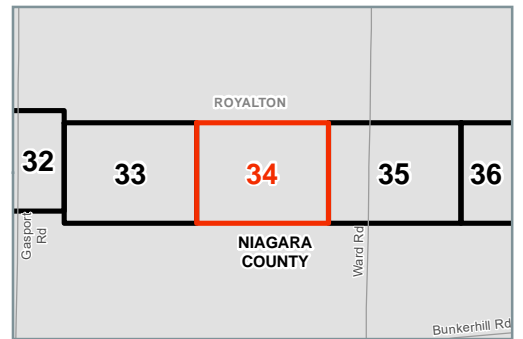 ROYALTON
32
33
34
35
36
Gasport
Rd
NIAGARA
COUNTY
Ward Rd
Bunkerhill Rd